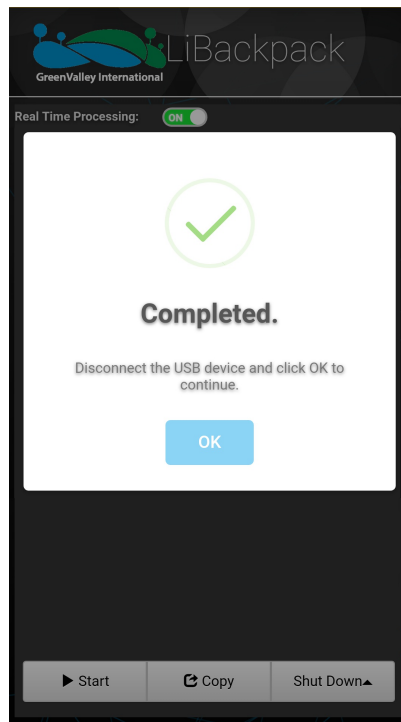 LiBackpack
GreenValley International
Real Time Processing:
ON
Completed.
Disconnect the USB device and click OK to
continue.
OK
Start
Copy
Shut Down